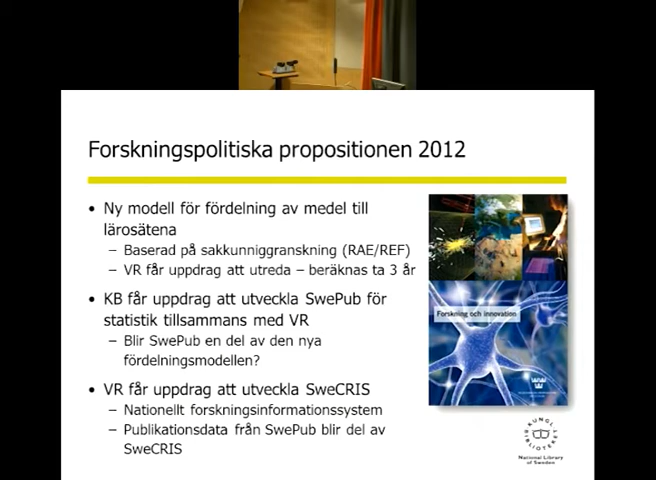 Forskningspolitiska propositionen 2012
• Ny modell för fördelning av medel till
lärosätena
– Baserad på sakkunniggranskning (RAE/REF)
– VR får uppdrag att utreda – beräknas ta 3 år
• KB får uppdrag att utveckla SwePub för
statistik tillsammans med VR
– Blir SwePub en del av den nya
fördelningsmodellen?
• VR får uppdrag att utveckla SweCRIS
– Nationellt forskningsinformationssystem
– Publikationsdata från SwePub blir del av
SweCRIS
Forskning och innovation
KUNGL.
BIBLIOTEKET
National Library
of Sweden